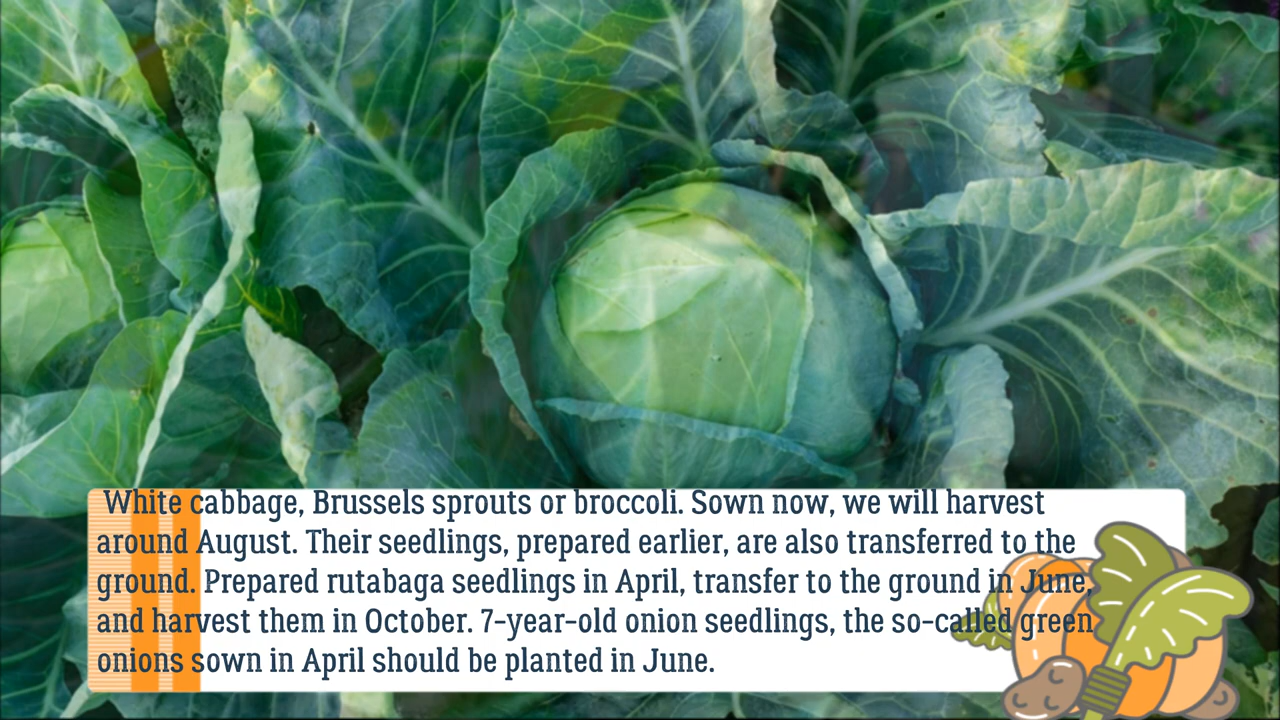 White cabbage, Brussels sprouts or broccoli. Sown now, we will harvest
around August. Their seedlings, prepared earlier, are also transferred to the
ground. Prepared rutabaga seedlings in April, transfer to the ground in June,
and harvest them in October. 7-year-old onion seedlings, the so-called green
onions sown in April should be planted in June.